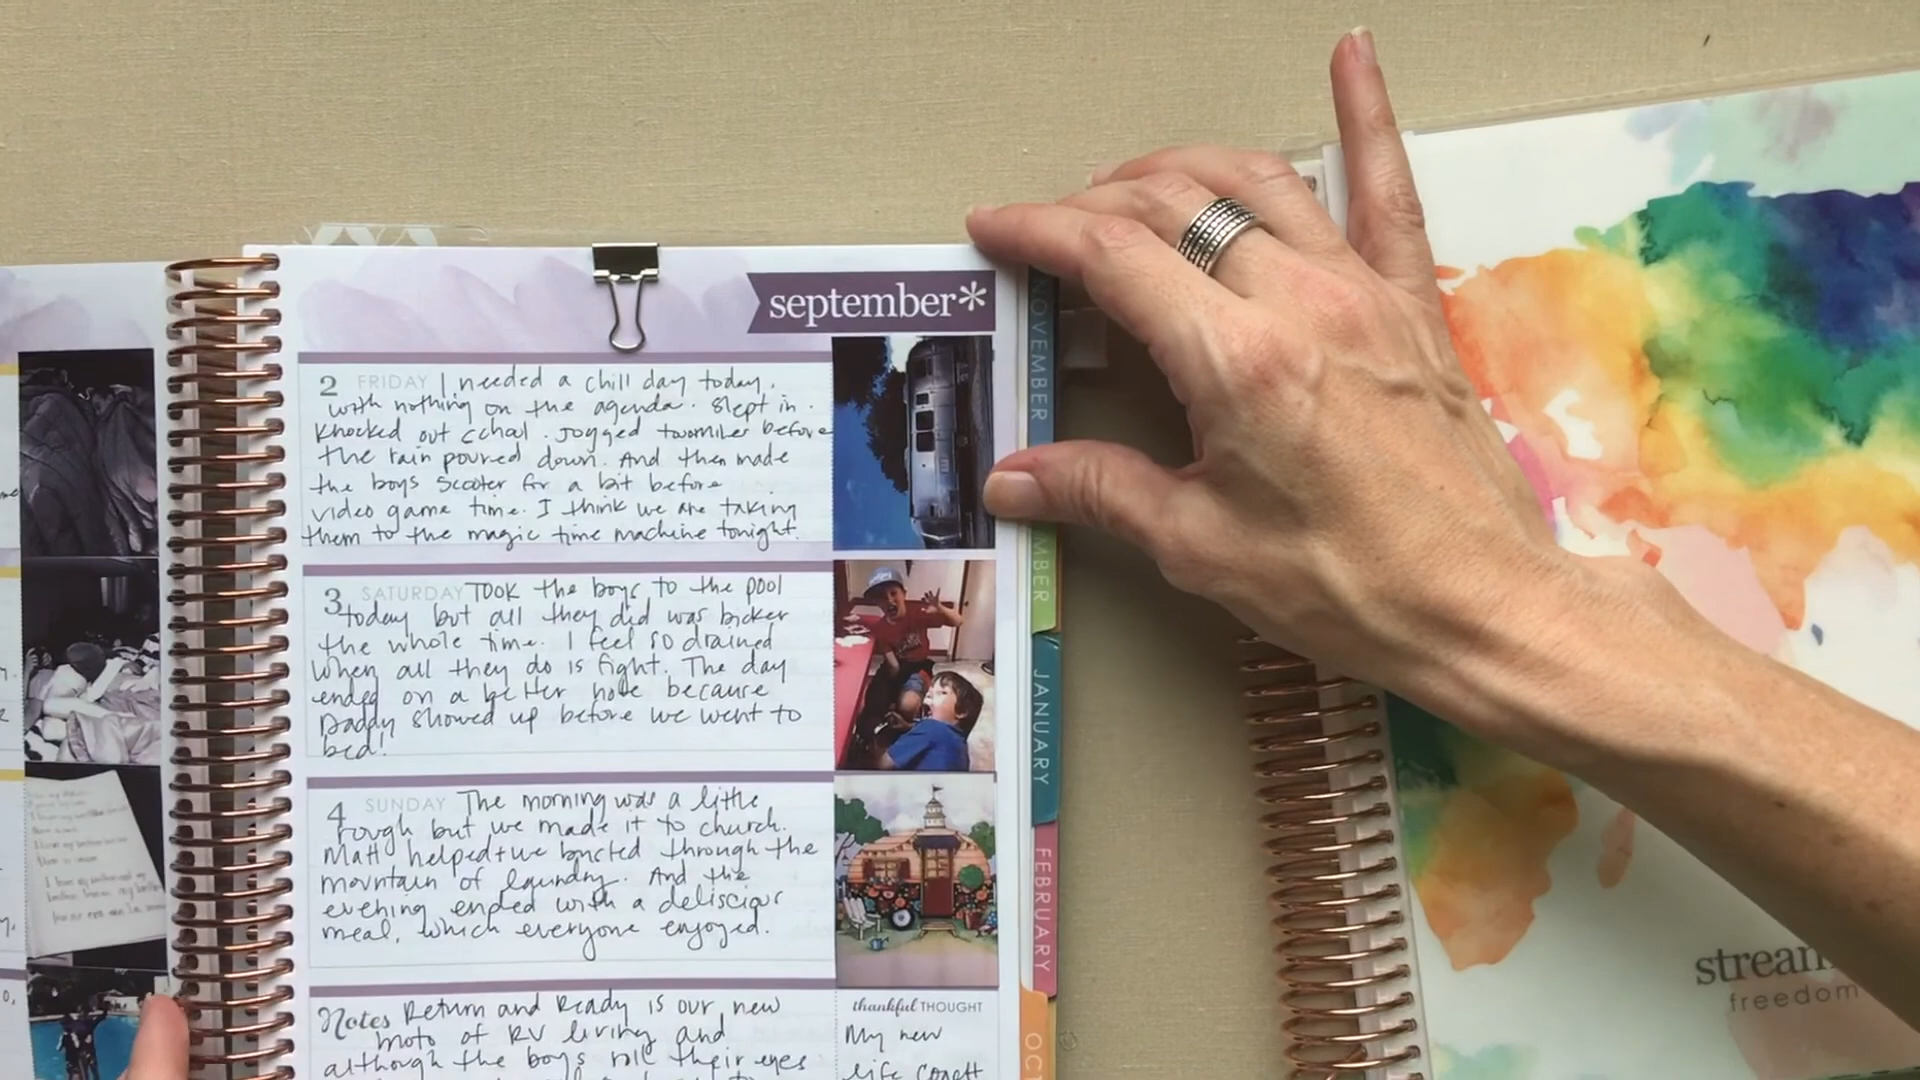 september*
2 FRIDAY I needed a chill day today.
with nothing on the agenda. Slept in.
Knocked out school. Jogged two miles before
the rain poured down. And then made
the boys scooter for a bit before
video game time. I think we are taking
them to the magic time machine tonight.
3 SATURDAY Took the boys to the pool
today but all they did was bicker
the whole time. I feel so drained
when all they do is fight. The day
ended on a better note because
Daddy showed up before we went to
bed!
4 SUNDAY The morning was a little
rough but we made it to church.
Matt helped + we busted through the
mountain of laundry. And the
evening ended with a deliscious
meal, which everyone enjoyed.
Notes Return and Ready is our new
moto of RV living and
although the boys roll their eyes
thankful THOUGHT
My new
life coach
NOVEMBER
MBER
JANUARY
FEBRUARY
OCT
stream
freedom